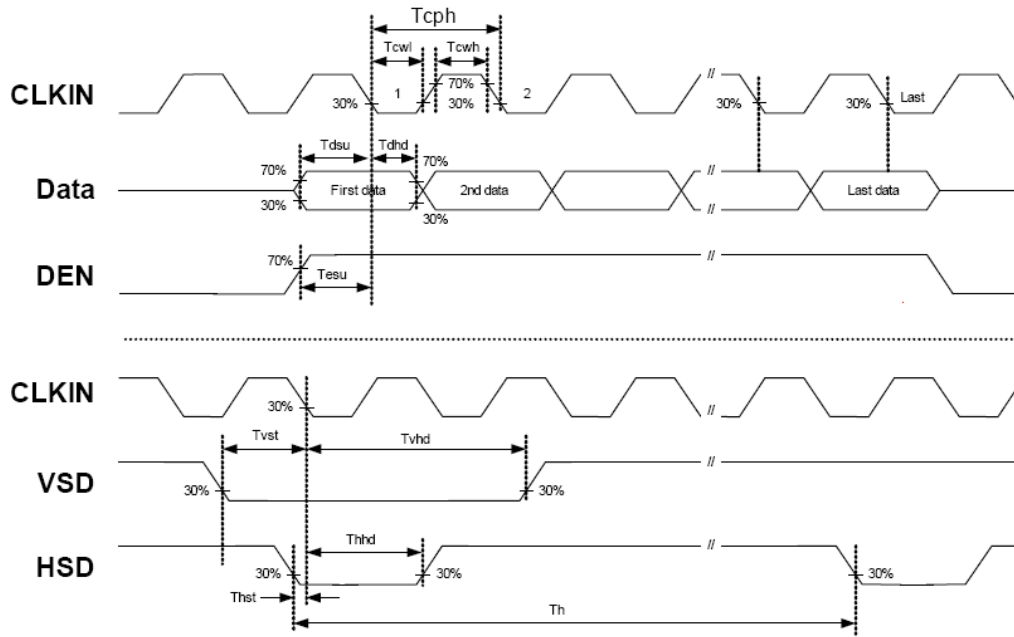 Tcph
Tcwl Tcwh
CLKIN 30% 1 70% 30% 2 // 30% 30% Last
Tdsu Tdhd
Data 70% 30% First data 70% 30% 2nd data // // Last data
DEN 70% Tesu //
CLKIN 30% //
Tvst Tvhd
VSD 30% 30% //
Thhd
HSD 30% 30% // 30%
Thst
Th